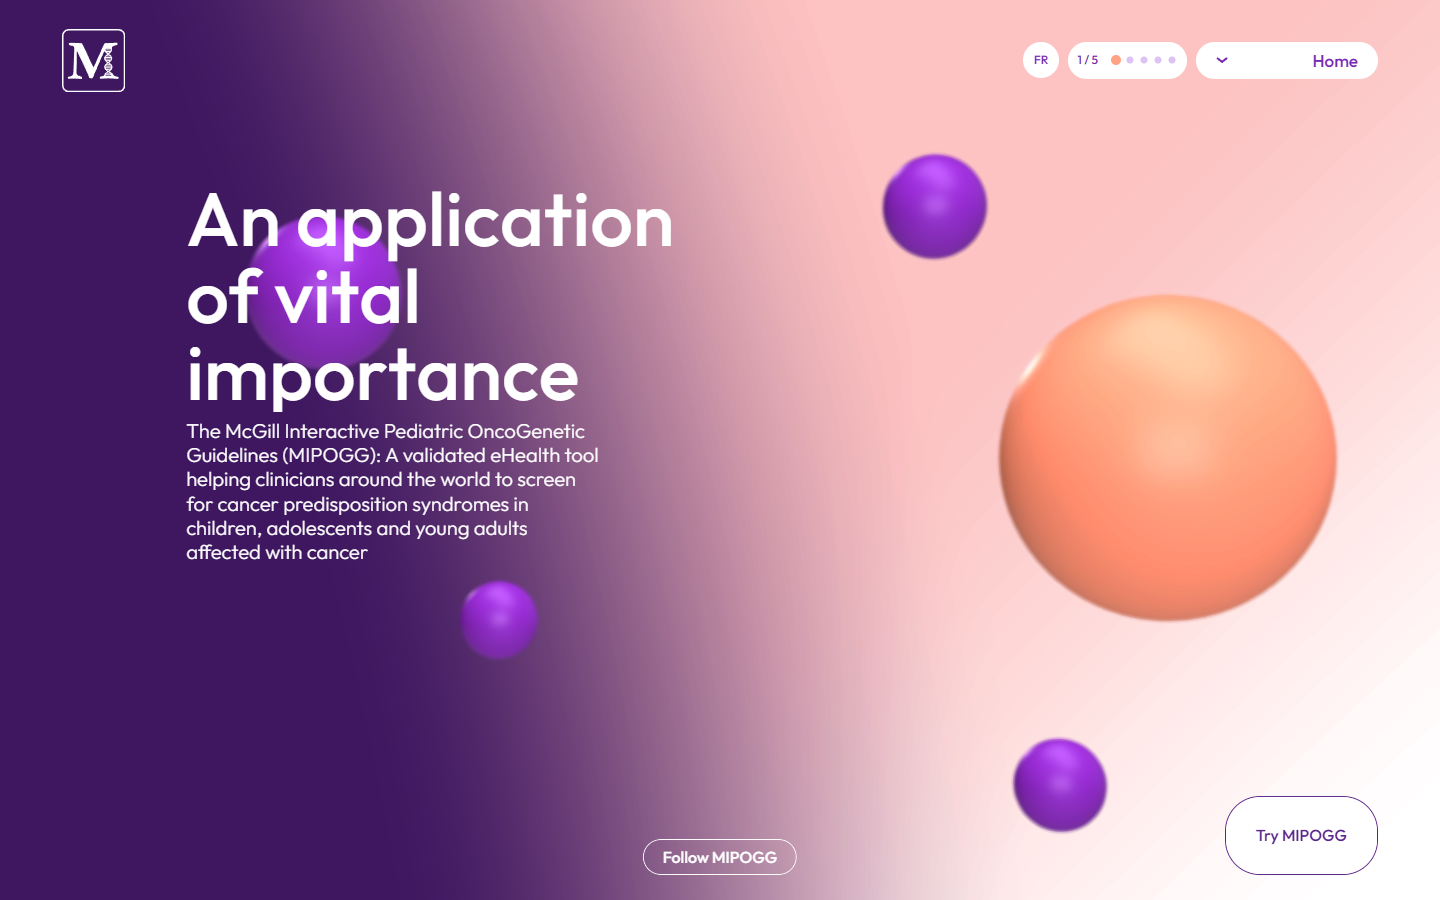 M
FR
1 / 5
Home
An application
of vital
importance
The McGill Interactive Pediatric OncoGenetic
Guidelines (MIPOGG): A validated eHealth tool
helping clinicians around the world to screen
for cancer predisposition syndromes in
children, adolescents and young adults
affected with cancer
Follow MIPOGG
Try MIPOGG